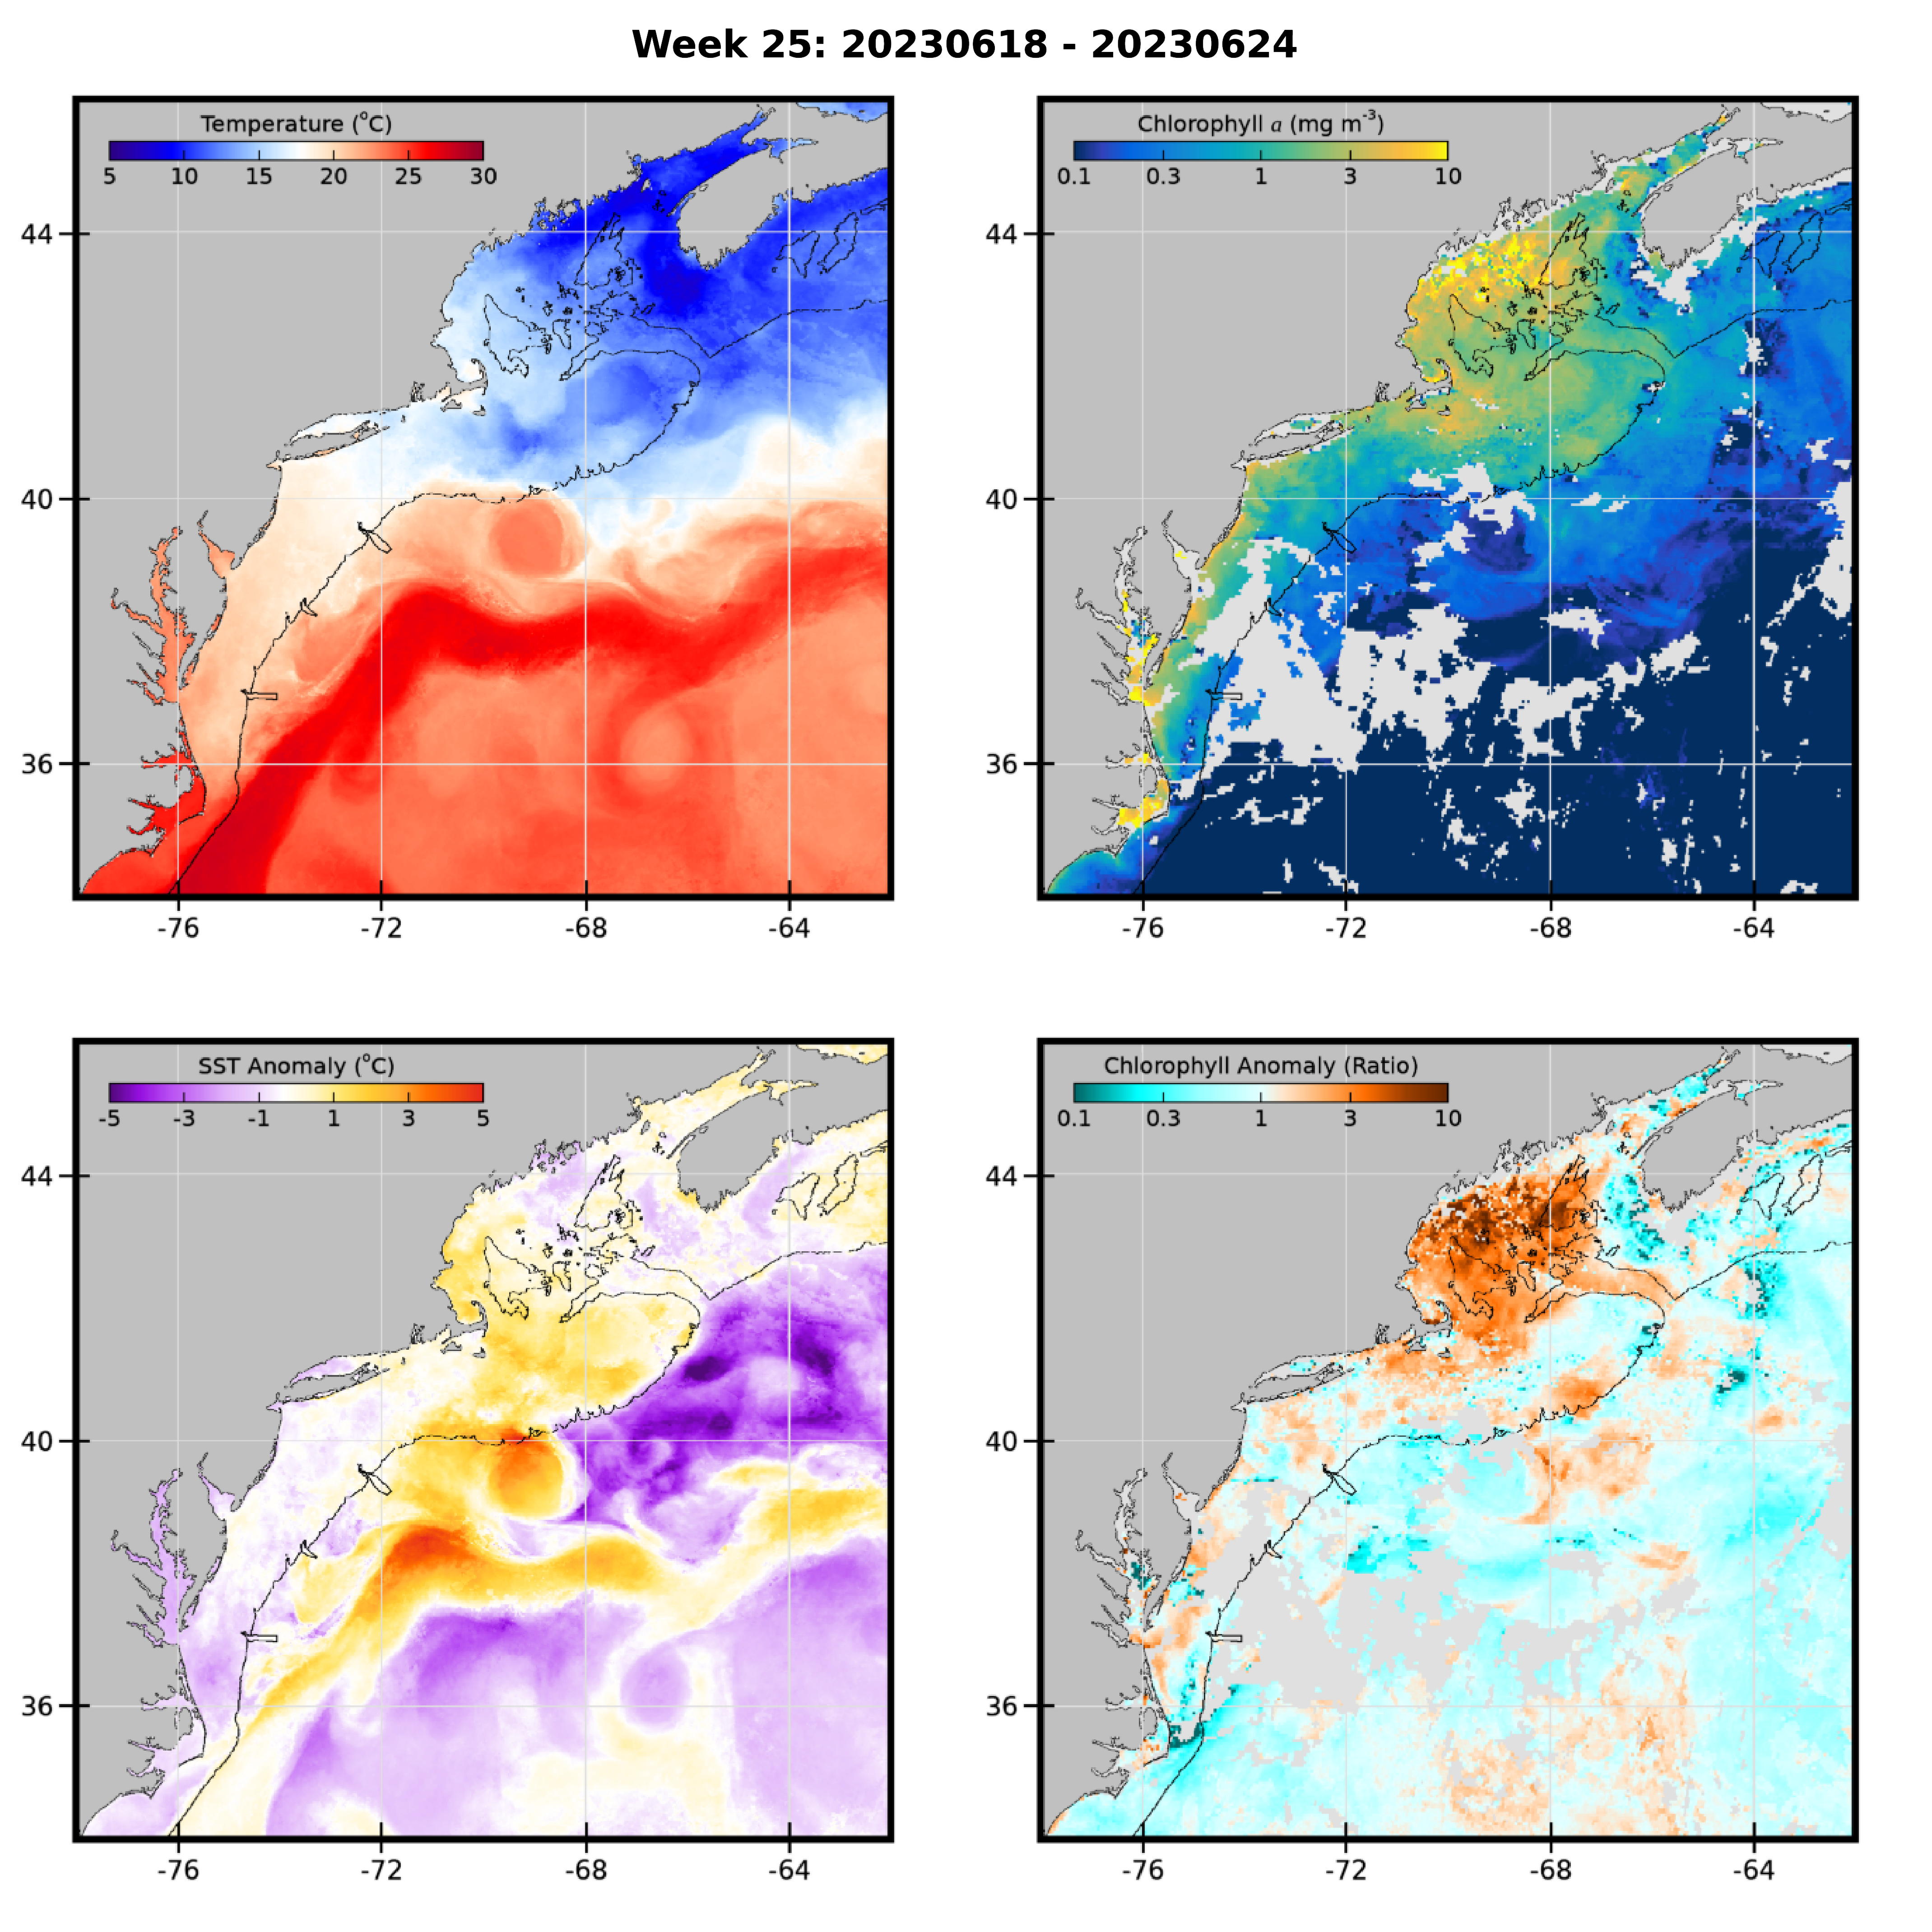 Week 25: 20230618 - 20230624
Temperature (°C)
5 10 15 20 25 30
44
40
36
-76 -72 -68 -64
Chlorophyll a (mg m⁻³)
0.1 0.3 1 3 10
44
40
36
-76 -72 -68 -64
SST Anomaly (°C)
-5 -3 -1 1 3 5
44
40
36
-76 -72 -68 -64
Chlorophyll Anomaly (Ratio)
0.1 0.3 1 3 10
44
40
36
-76 -72 -68 -64